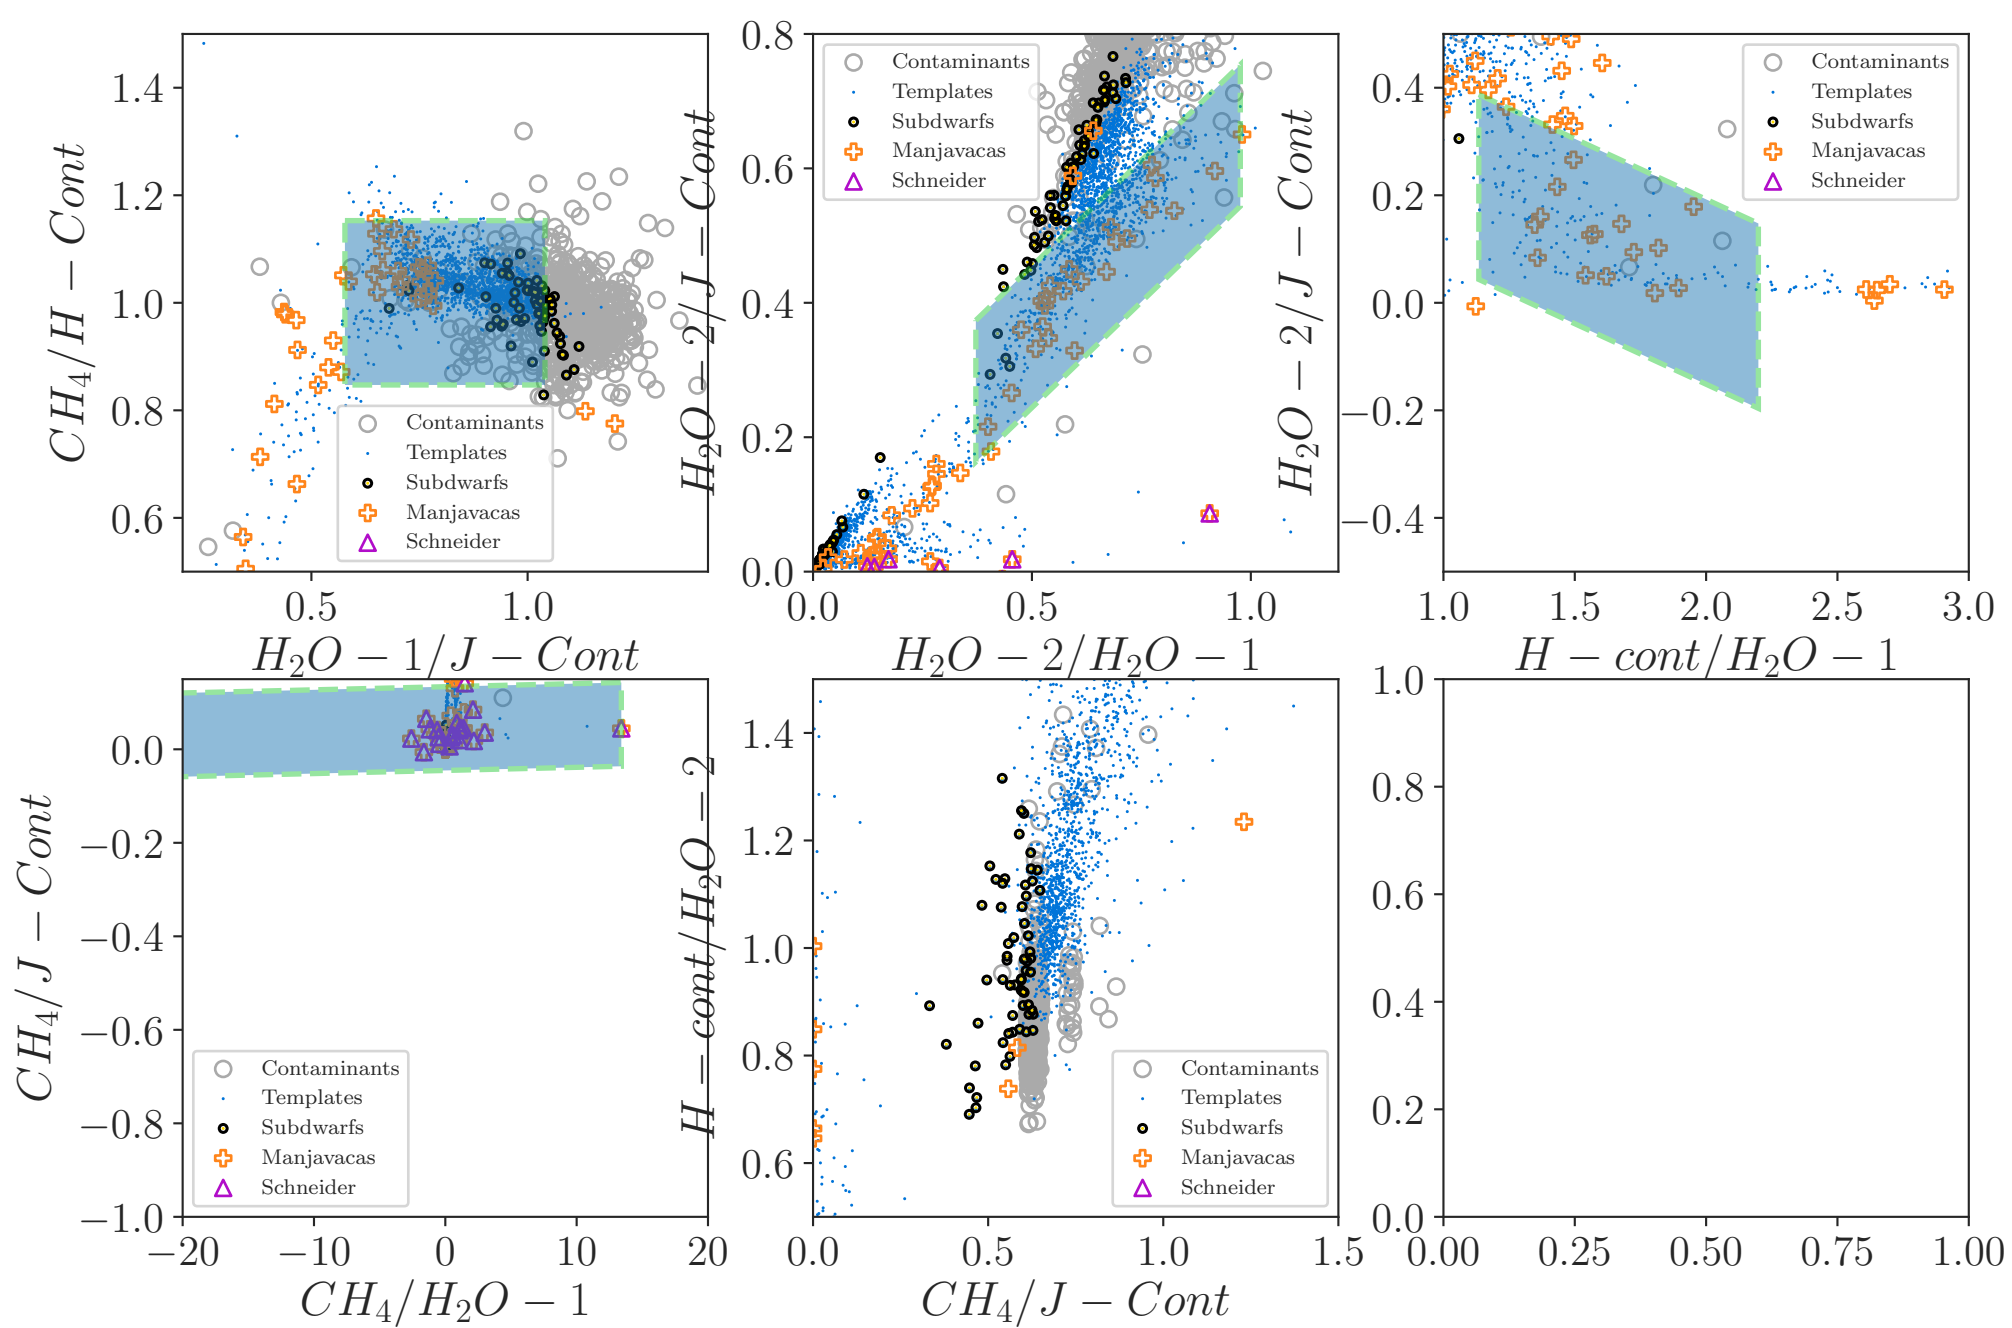 CH₄/H − Cont
1.4
1.2
1.0
0.8
0.6
0.5
1.0
H₂O − 1/J − Cont
Contaminants
Templates
Subdwarfs
Manjavacas
Schneider
H₂O − 2/J − Cont
0.8
0.6
0.4
0.2
0.0
0.0
0.5
1.0
H₂O − 2/H₂O − 1
Contaminants
Templates
Subdwarfs
Manjavacas
Schneider
H₂O − 2/J − Cont
0.4
0.2
0.0
−0.2
−0.4
1.0
1.5
2.0
2.5
3.0
H − cont/H₂O − 1
Contaminants
Templates
Subdwarfs
Manjavacas
Schneider
CH₄/J − Cont
0.0
−0.2
−0.4
−0.6
−0.8
−1.0
−20
−10
0
10
20
CH₄/H₂O − 1
Contaminants
Templates
Subdwarfs
Manjavacas
Schneider
H − cont/H₂O − 2
1.4
1.2
1.0
0.8
0.6
0.0
0.5
1.0
1.5
CH₄/J − Cont
Contaminants
Templates
Subdwarfs
Manjavacas
Schneider
1.0
0.8
0.6
0.4
0.2
0.0
0.00
0.25
0.50
0.75
1.00